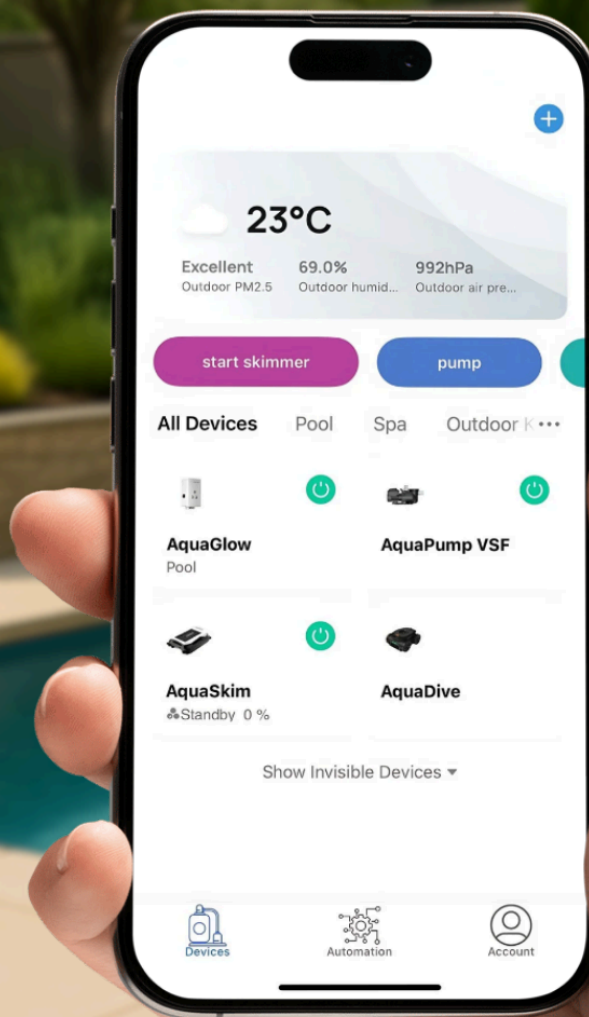 23°C
Excellent 69.0% 992hPa
Outdoor PM2.5 Outdoor humid... Outdoor air pre...
start skimmer pump
All Devices Pool Spa Outdoor K ...
AquaGlow AquaPump VSF
Pool
AquaSkim AquaDive
Standby 0 %
Show Invisible Devices
Devices Automation Account